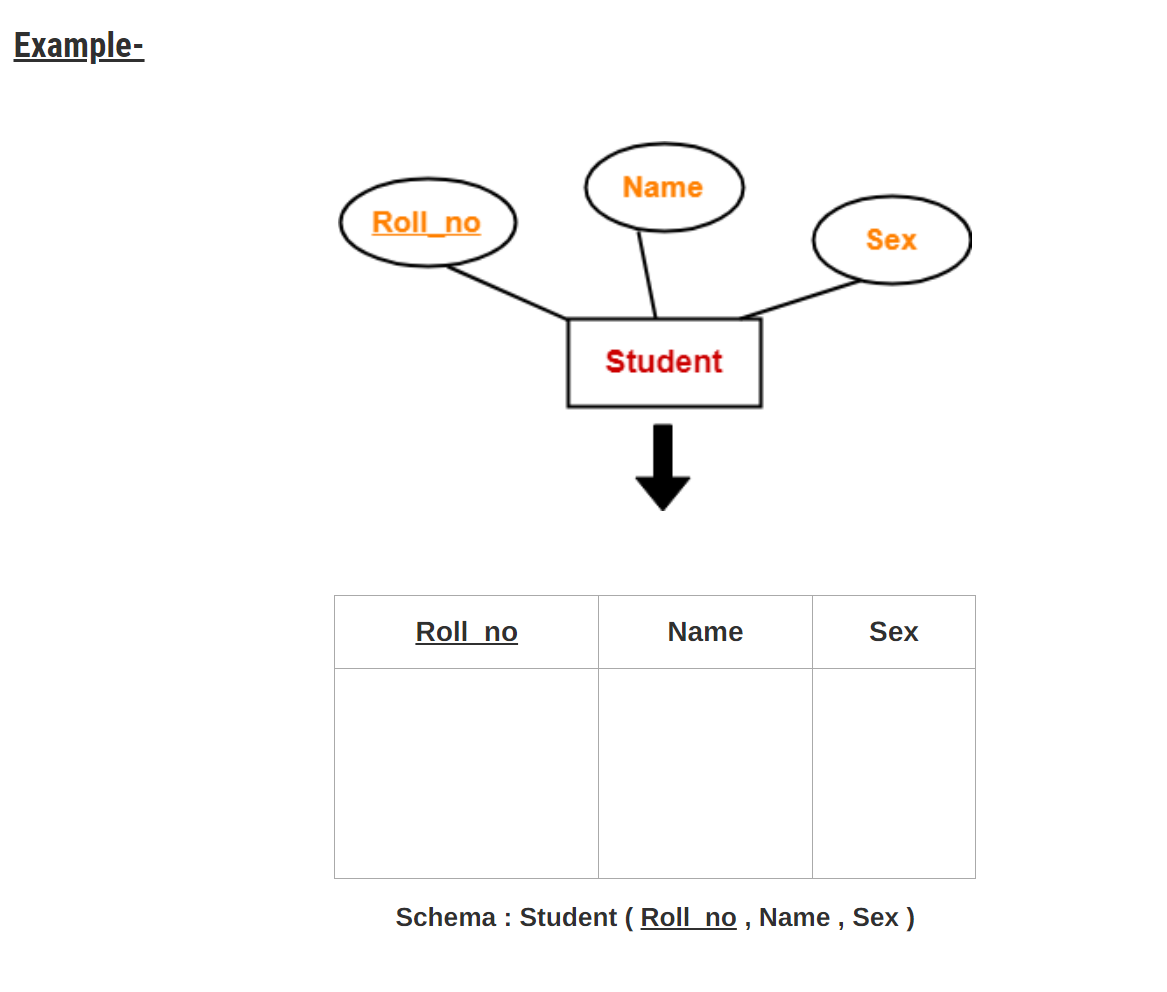 Example-
Name
Roll_no
Sex
Student
Roll_no Name Sex
Schema : Student ( Roll_no , Name , Sex )